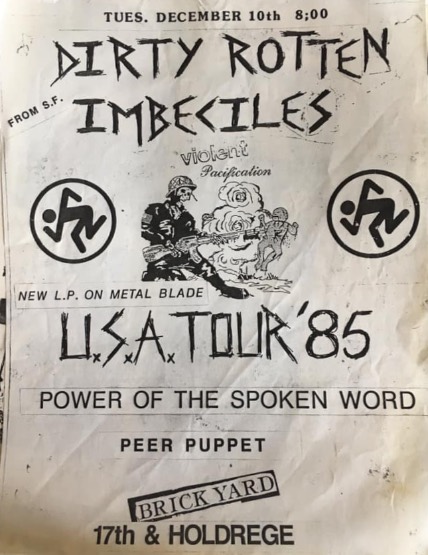 TUES. DECEMBER 10th 8;00
DIRTY ROTTEN
IMBECILES
FROM S.F.
violent
Pacification
NEW L.P. ON METAL BLADE
U.S.A. TOUR '85
POWER OF THE SPOKEN WORD
PEER PUPPET
BRICK YARD
17th & HOLDREGE